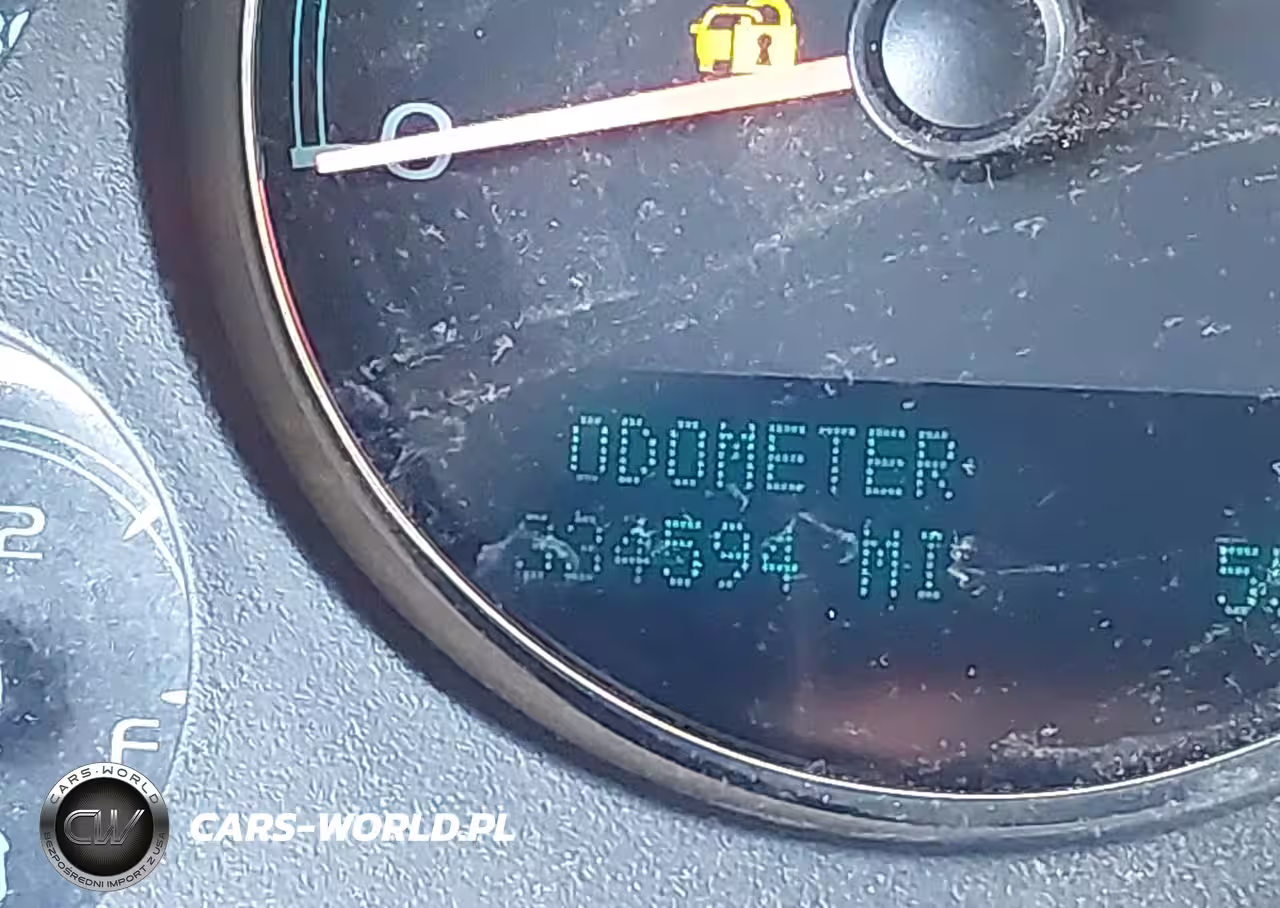 0
ODOMETER
334594 MI
2
F
CARS-WORLD
CW
BEZPOŚREDNI IMPORT Z USA
CARS-WORLD.PL